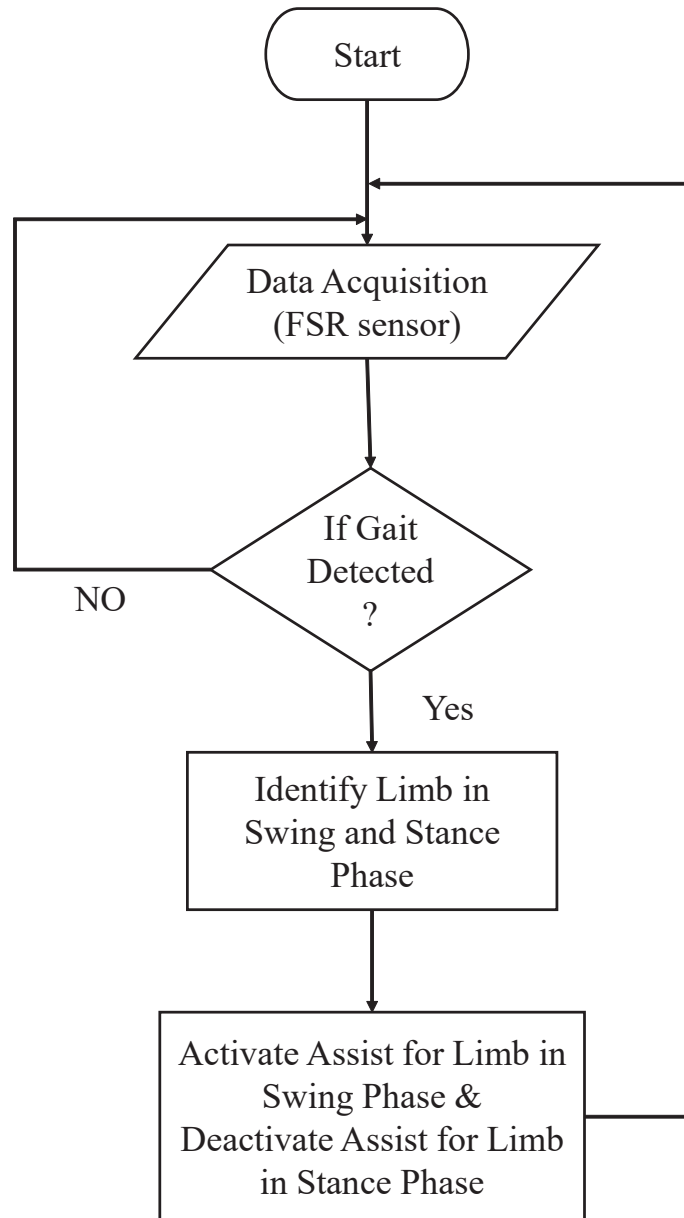 Start
Data Acquisition
(FSR sensor)
If Gait
Detected
?
NO
Yes
Identify Limb in
Swing and Stance
Phase
Activate Assist for Limb in
Swing Phase &
Deactivate Assist for Limb
in Stance Phase